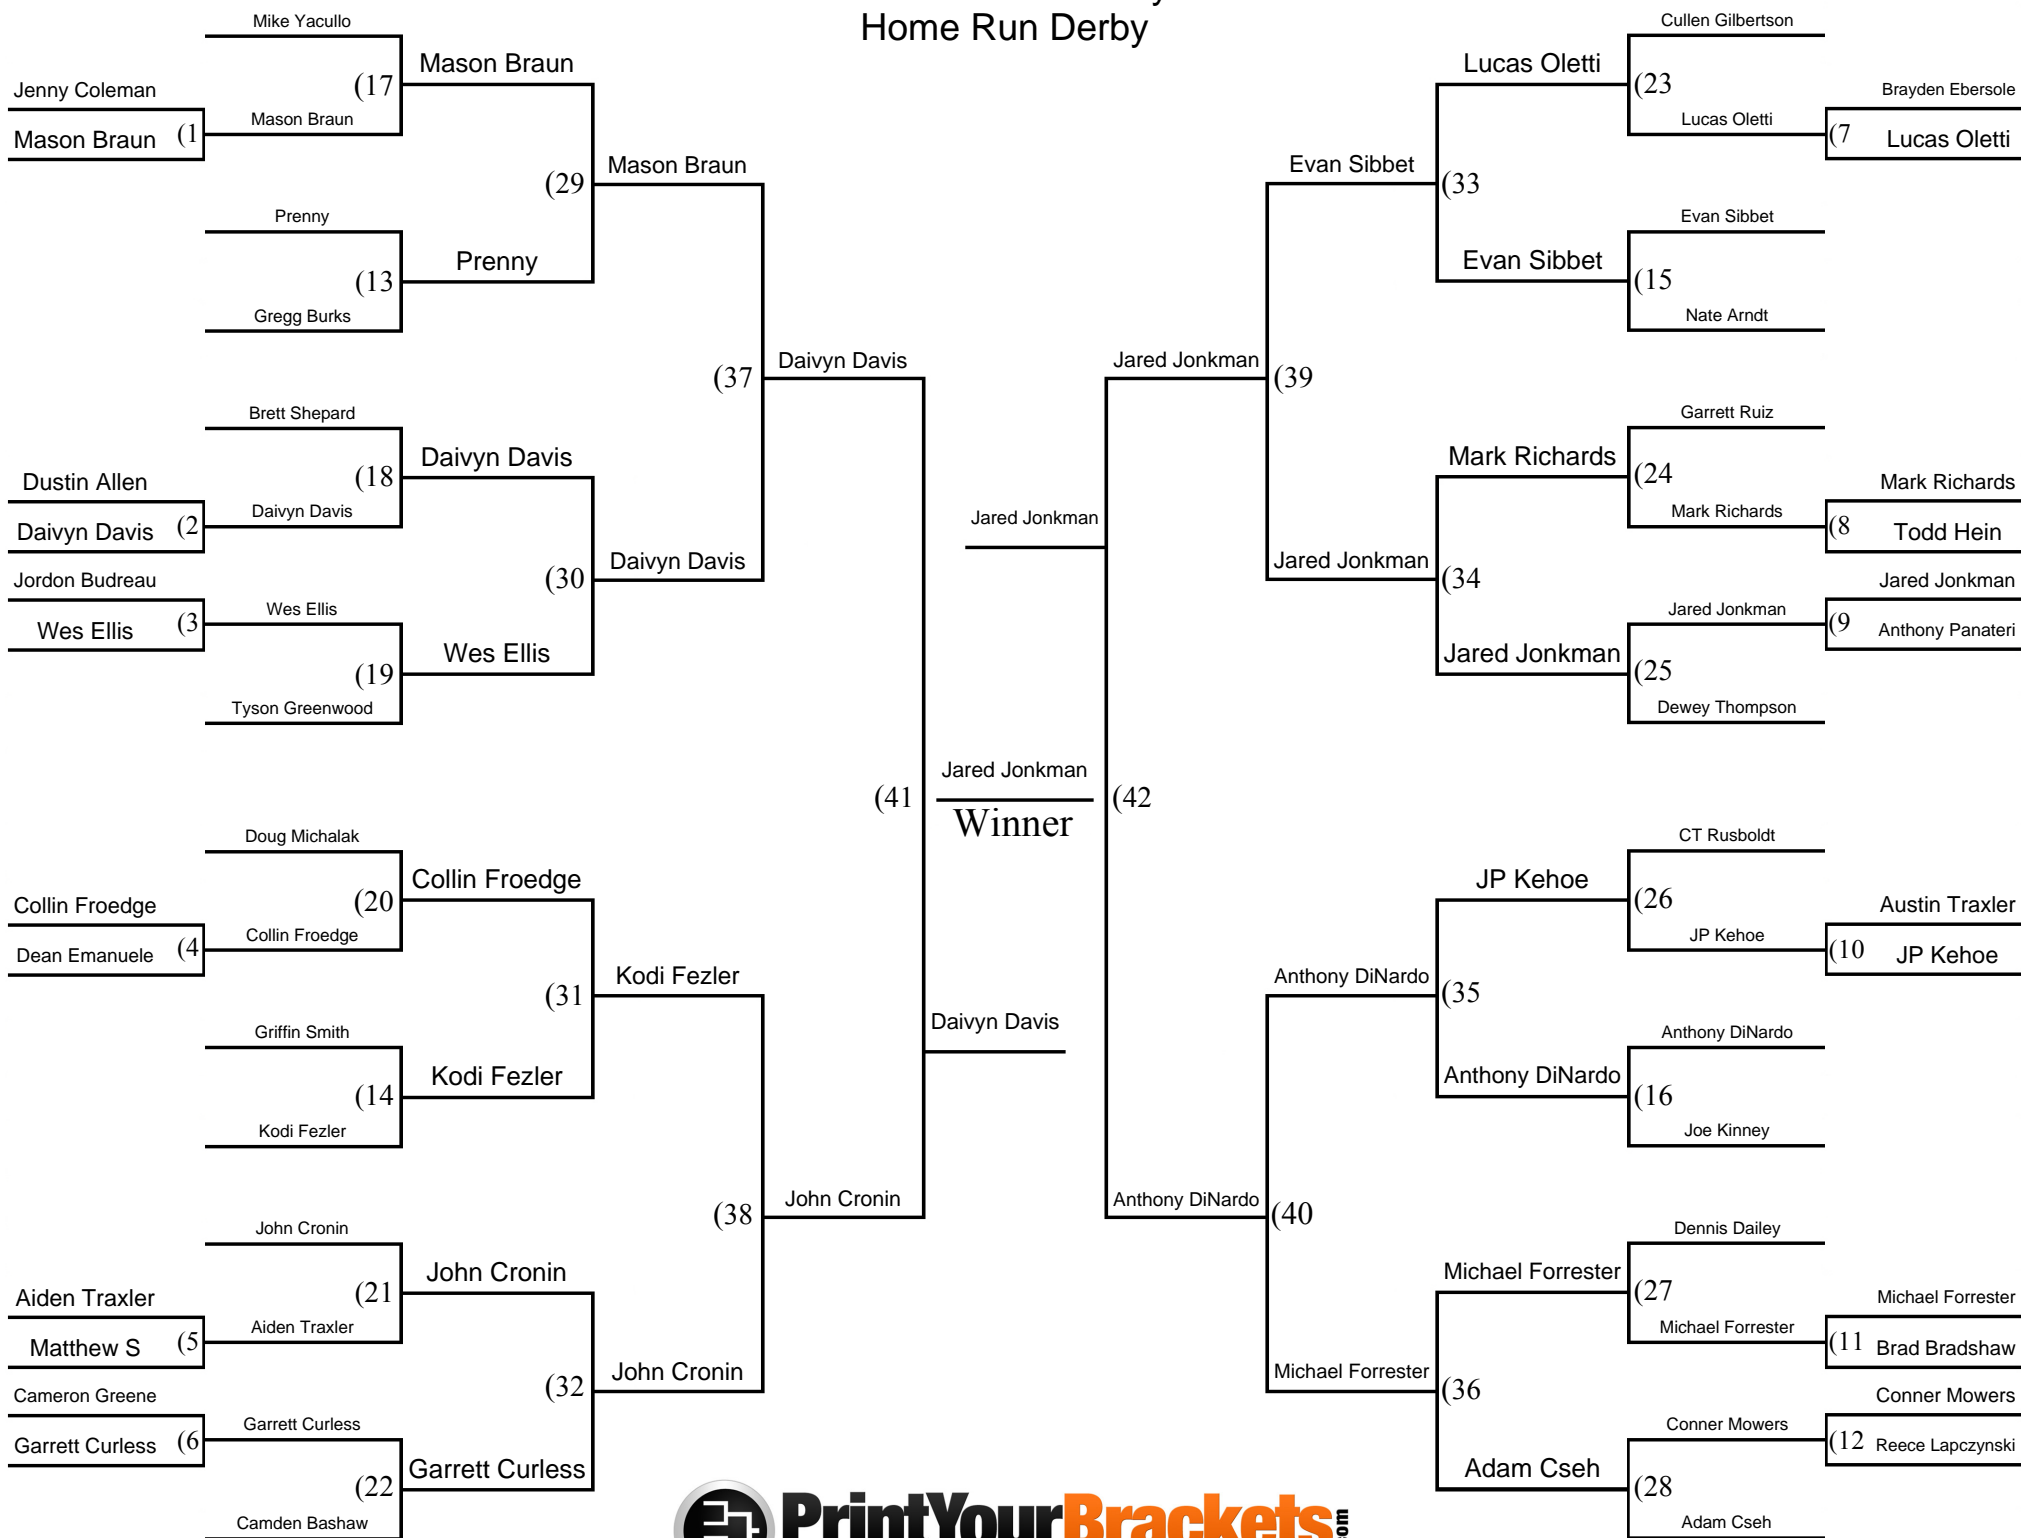 Home Run Derby
Mike Yacullo
Jenny Coleman
(17
Mason Braun
Mason Braun
(1
Mason Braun
(29
Mason Braun
Prenny
(13
Prenny
Gregg Burks
(37
Daivyn Davis
Brett Shepard
Dustin Allen
(18
Daivyn Davis
Daivyn Davis
(2
Daivyn Davis
Jordon Budreau
(30
Daivyn Davis
Wes Ellis
(3
Wes Ellis
(19
Wes Ellis
Tyson Greenwood
(41
Doug Michalak
Collin Froedge
(20
Collin Froedge
Dean Emanuele
(4
Collin Froedge
(31
Kodi Fezler
Griffin Smith
(14
Kodi Fezler
Kodi Fezler
(38
John Cronin
John Cronin
Aiden Traxler
(21
John Cronin
Matthew S
(5
Aiden Traxler
Cameron Greene
(32
John Cronin
Garrett Curless
(6
Garrett Curless
(22
Garrett Curless
Camden Bashaw
Jared Jonkman
Jared Jonkman
Winner
Daivyn Davis
(42
Cullen Gilbertson
Lucas Oletti
(23
Brayden Ebersole
Lucas Oletti
(7
Lucas Oletti
Evan Sibbet
(33
Evan Sibbet
Evan Sibbet
(15
Nate Arndt
Jared Jonkman
(39
Garrett Ruiz
Mark Richards
(24
Mark Richards
Mark Richards
(8
Todd Hein
Jared Jonkman
(34
Jared Jonkman
Jared Jonkman
(9
Anthony Panateri
Jared Jonkman
(25
Dewey Thompson
CT Rusboldt
JP Kehoe
(26
Austin Traxler
JP Kehoe
(10
JP Kehoe
Anthony DiNardo
(35
Anthony DiNardo
Anthony DiNardo
(16
Joe Kinney
Anthony DiNardo
(40
Dennis Dailey
Michael Forrester
(27
Michael Forrester
Michael Forrester
(11
Brad Bradshaw
Michael Forrester
(36
Conner Mowers
Conner Mowers
(12
Reece Lapczynski
Adam Cseh
(28
Adam Cseh
PrintYourBrackets.com